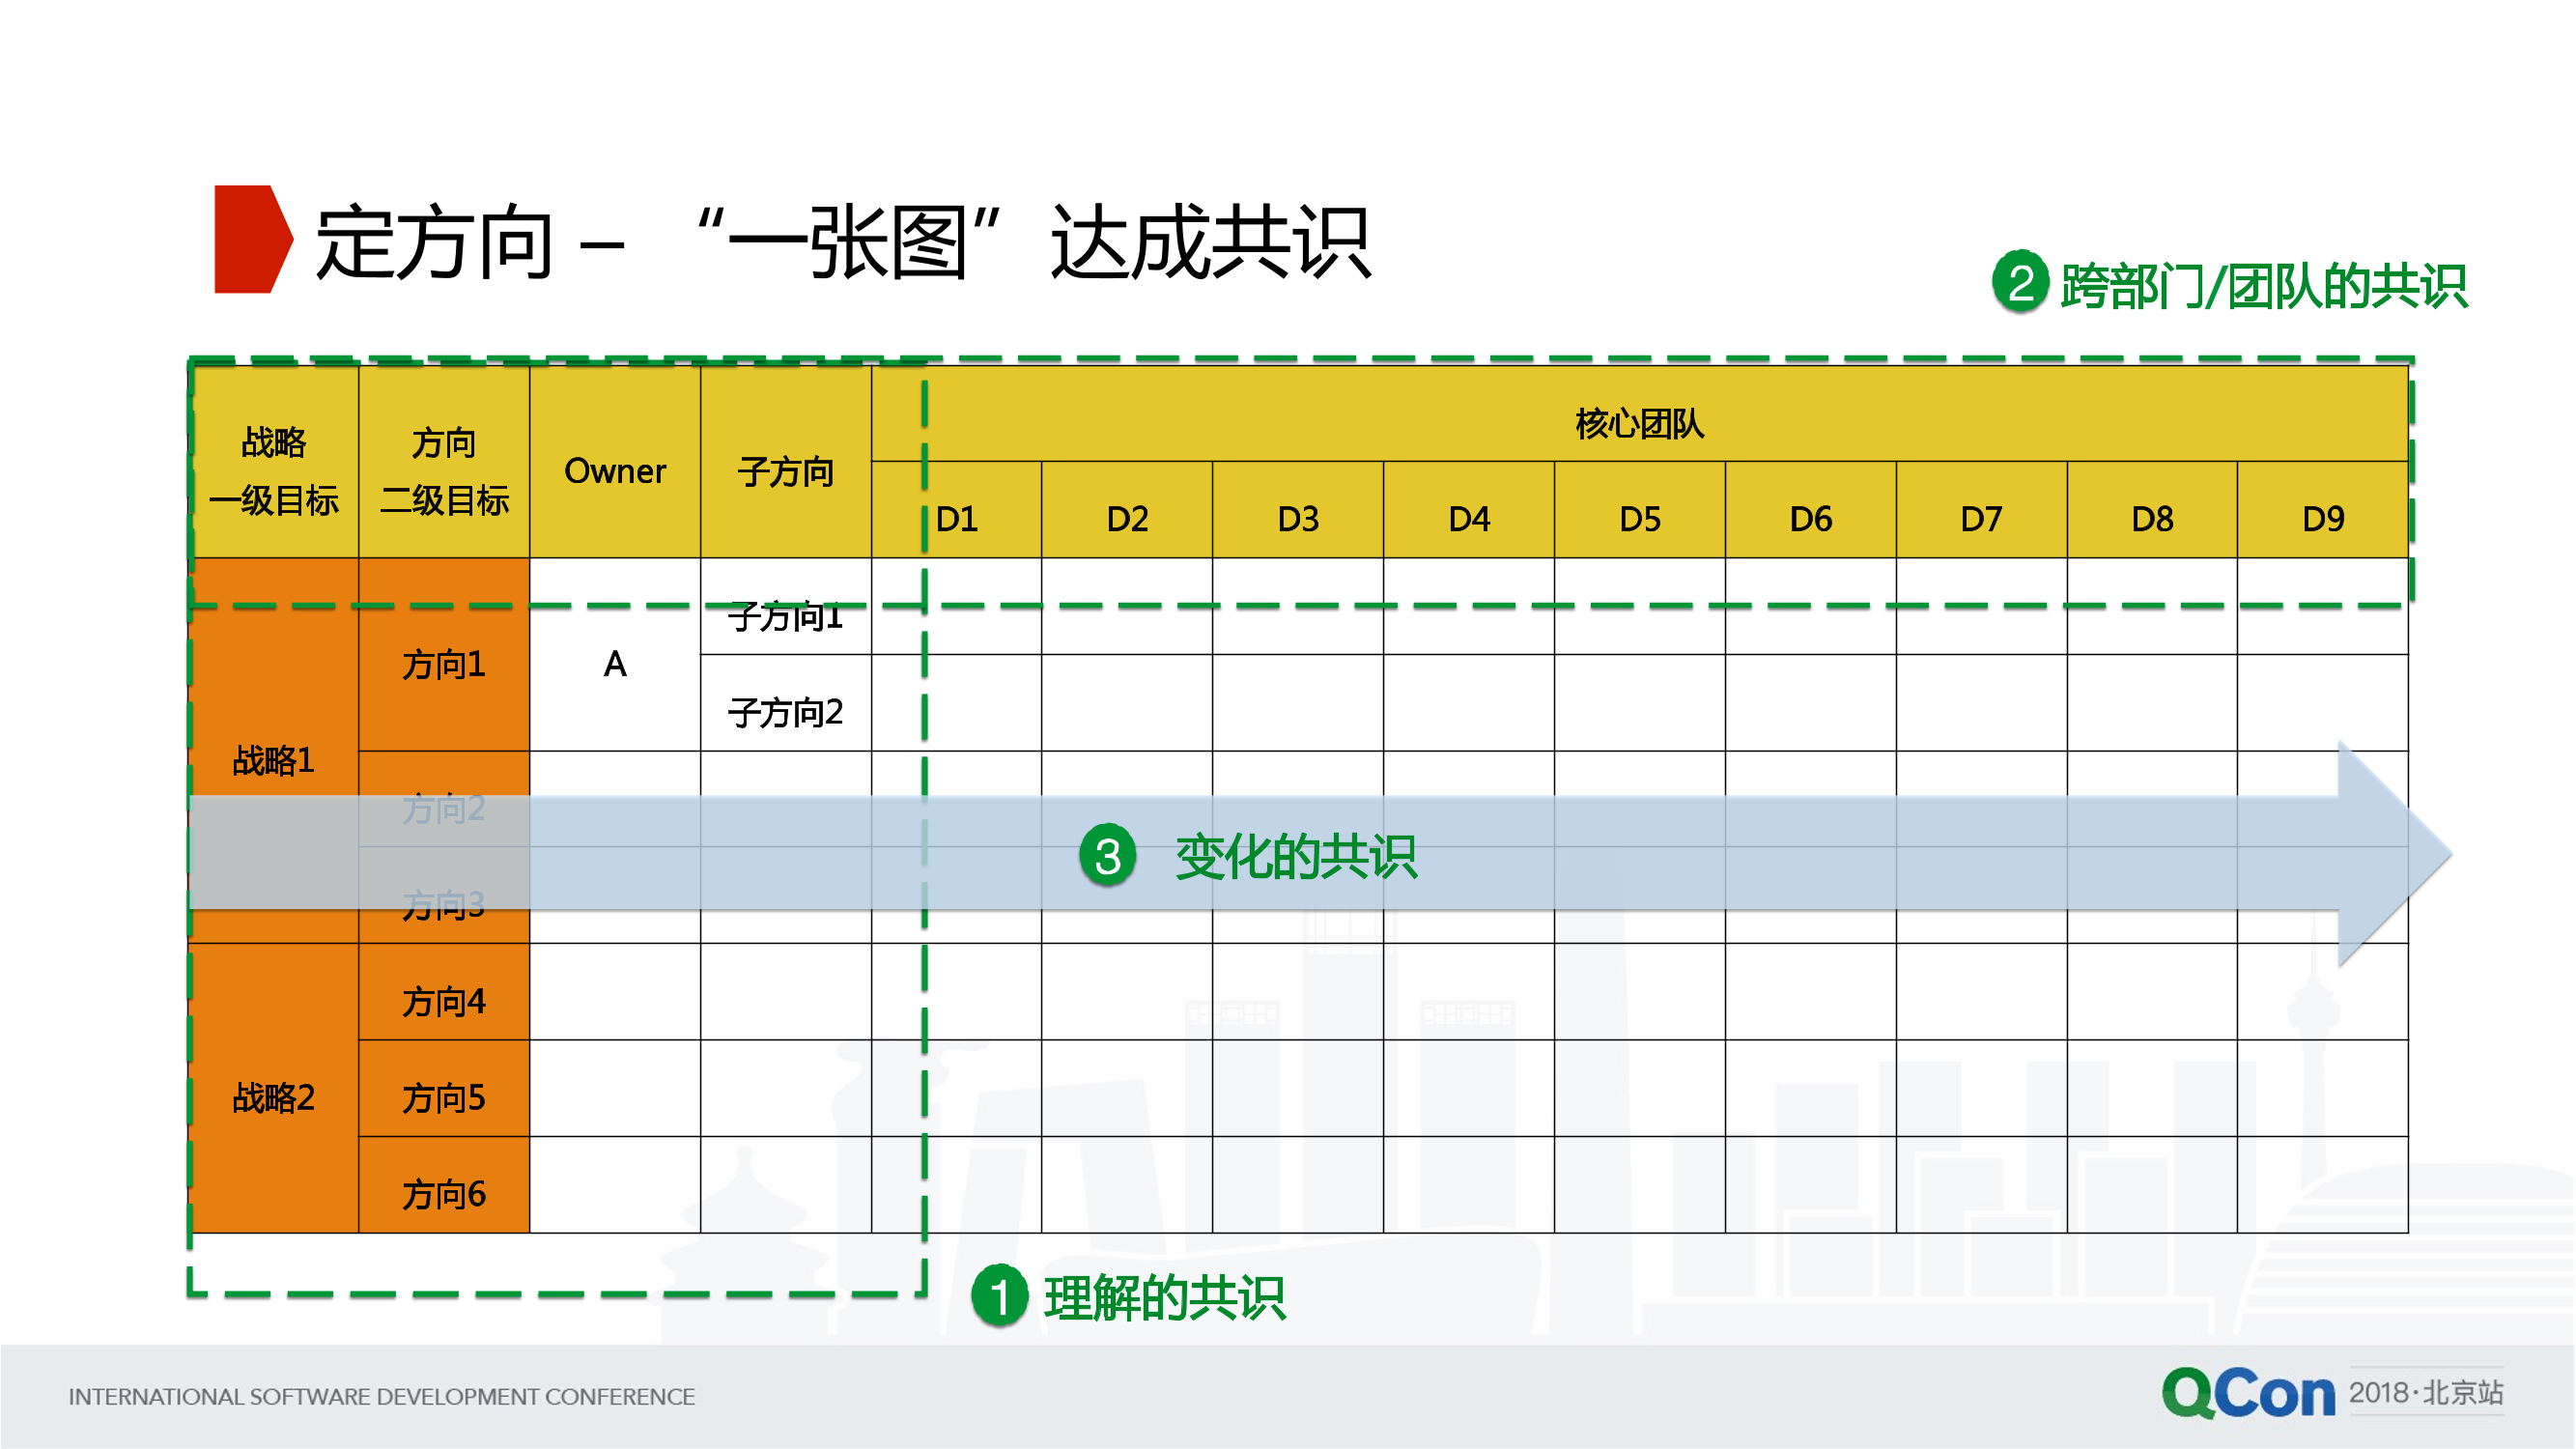 定方向 – “一张图”达成共识
❷ 跨部门/团队的共识
战略
一级目标
方向
二级目标
Owner
子方向
核心团队
D1 D2 D3 D4 D5 D6 D7 D8 D9
战略1
方向1
A
子方向1
子方向2
方向2
方向3
❸ 变化的共识
战略2
方向4
方向5
方向6
❶ 理解的共识
INTERNATIONAL SOFTWARE DEVELOPMENT CONFERENCE
QCon 2018·北京站